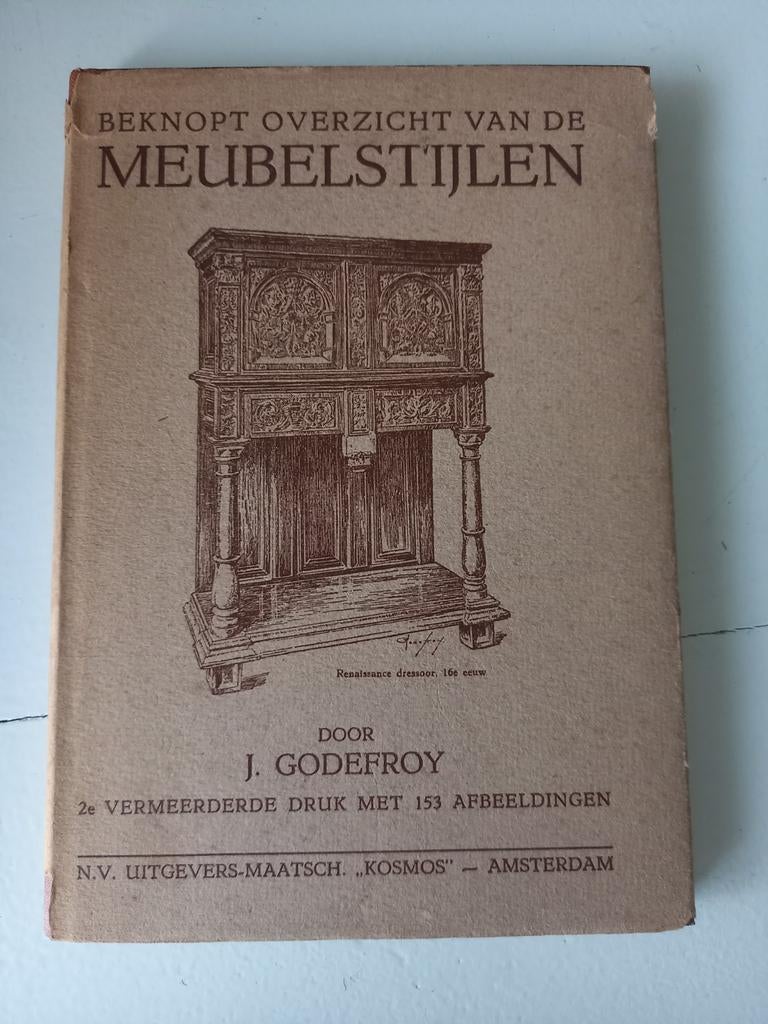 BEKNOPT OVERZICHT VAN DE
MEUBELSTIJLEN
Godefroy
Renaissance dressoor, 16e eeuw
DOOR
J. GODEFROY
2e VERMEERDERDE DRUK MET 153 AFBEELDINGEN
N.V. UITGEVERS-MAATSCH. „KOSMOS" — AMSTERDAM